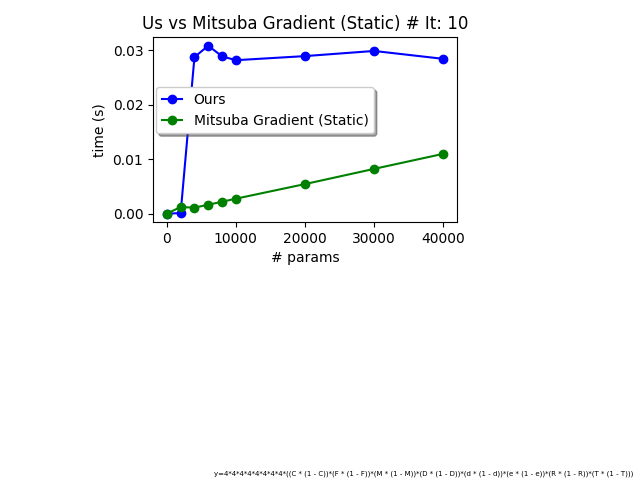 Us vs Mitsuba Gradient (Static) # It: 10
0.03
0.02
0.01
0.00
time (s)
Ours
Mitsuba Gradient (Static)
0 10000 20000 30000 40000
# params
y=4*4*4*4*4*4*4*4*((C * (1 - C))*(F * (1 - F))*(M * (1 - M))*(D * (1 - D))*(d * (1 - d))*(e * (1 - e))*(R * (1 - R))*(T * (1 - T)))